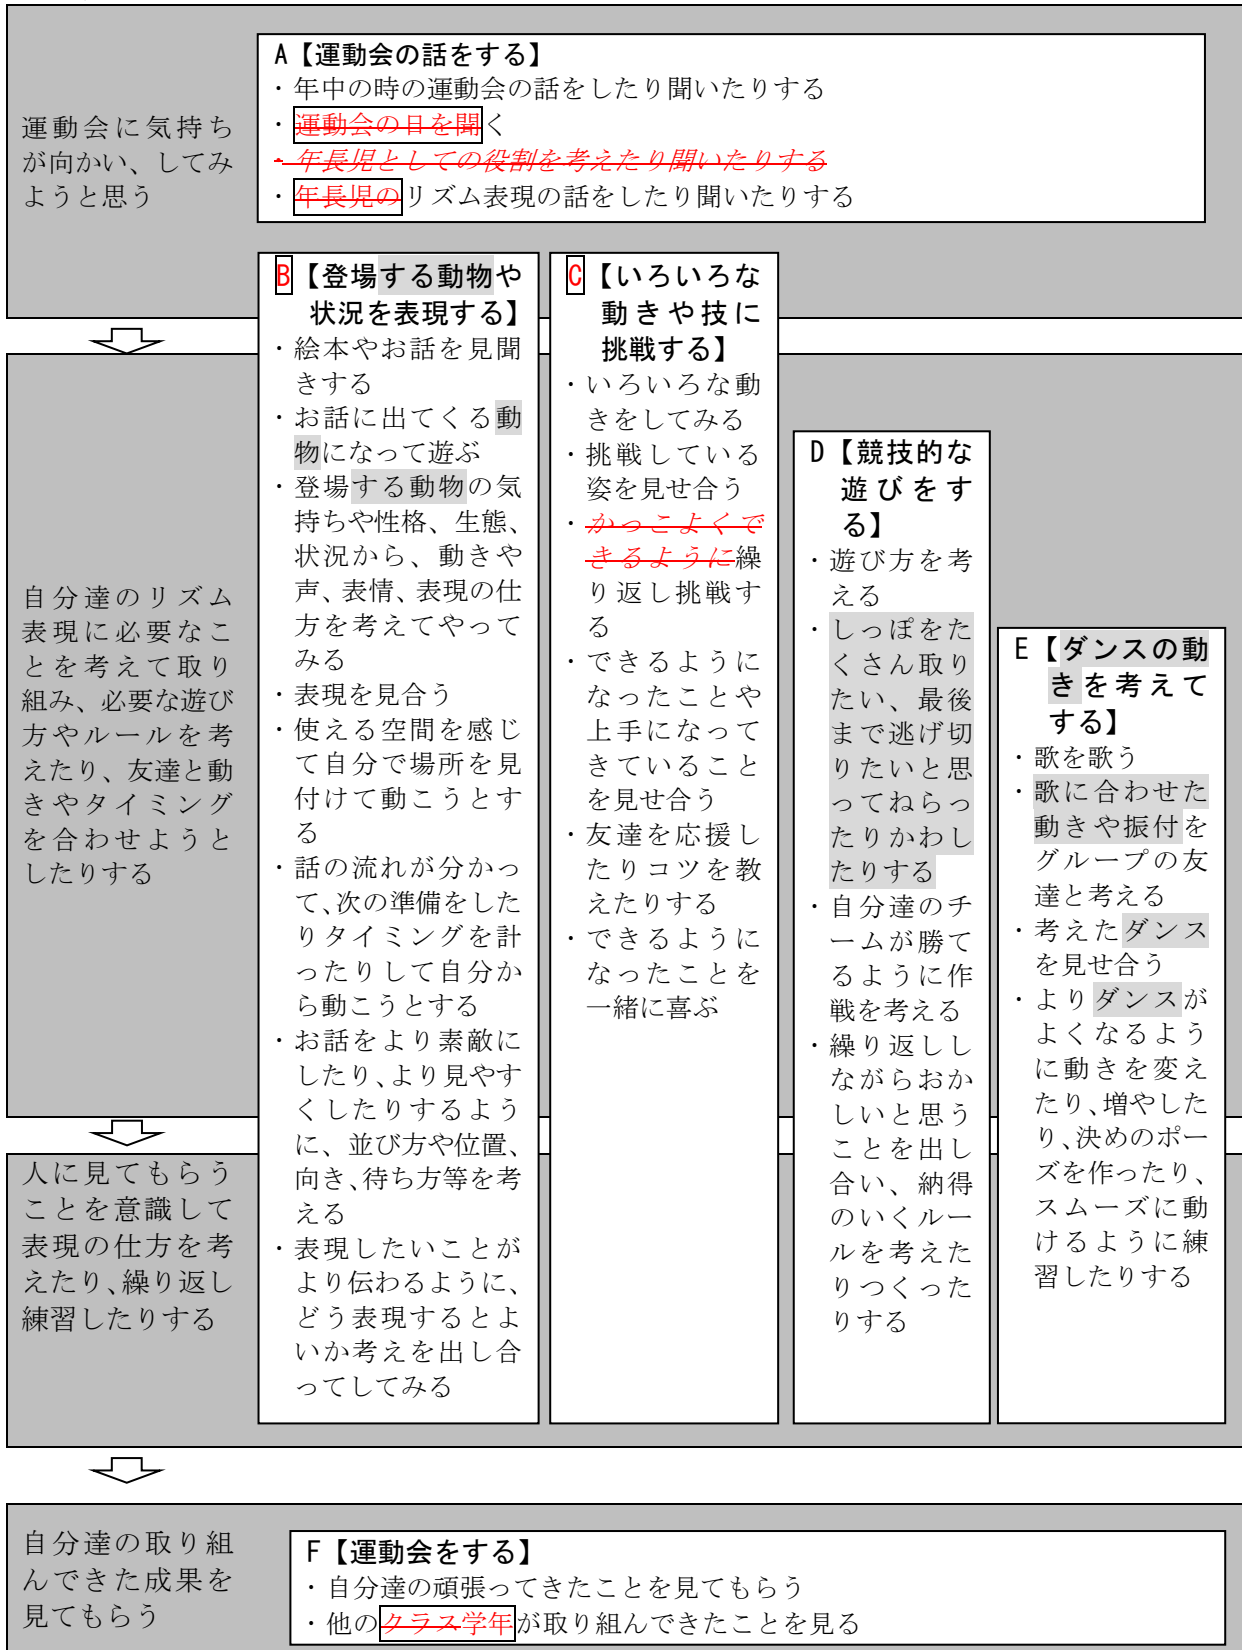 運動会に気持ち
が向かい、してみ
ようと思う
A【運動会の話をする】
・年中の時の運動会の話をしたり聞いたりする
・運動会の日を聞く
・年長児としての役割を考えたり聞いたりする
・年長児のリズム表現の話をしたり聞いたりする
自分達のリズム
表現に必要なこ
とを考えて取り
組み、必要な遊び
方やルールを考
えたり、友達と動
きやタイミング
を合わせようと
したりする
人に見てもらう
ことを意識して
表現の仕方を考
えたり、繰り返し
練習したりする
B【登場する動物や
状況を表現する】
・絵本やお話を見聞
きする
・お話に出てくる動
物になって遊ぶ
・登場する動物の気
持ちや性格、生態、
状況から、動きや
声、表情、表現の仕
方を考えてやって
みる
・表現を見合う
・使える空間を感じ
て自分で場所を見
付けて動こうとす
る
・話の流れが分かっ
て、次の準備をした
りタイミングを計
ったりして自分か
ら動こうとする
・お話をより素敵に
したり、より見やす
くしたりするよう
に、並び方や位置、
向き、待ち方等を考
える
・表現したいことが
より伝わるように、
どう表現するとよ
いか考えを出し合
ってしてみる
C【いろいろな
動きや技に
挑戦する】
・いろいろな動
きをしてみる
・挑戦している
姿を見せ合う
・かっこよくで
きるように繰
り返し挑戦す
る
・できるように
なったことや
上手になって
きていること
を見せ合う
・友達を応援し
たりコツを教
えたりする
・できるように
なったことを
一緒に喜ぶ
D【競技的な
遊びをす
る】
・遊び方を考
える
・しっぽをた
くさん取り
たい、最後
まで逃げ切
りたいと思
ってねらっ
たりかわし
たりする
・自分達のチ
ームが勝て
るように作
戦を考える
・繰り返しし
ながらおか
しいと思う
ことを出し
合い、納得
のいくルー
ルを考えた
りつくった
りする
E【ダンスの動
きを考えて
する】
・歌を歌う
・歌に合わせた
動きや振付を
グループの友
達と考える
・考えたダンス
を見せ合う
・よりダンスが
よくなるよう
に動きを変え
たり、増やした
り、決めのポー
ズを作ったり、
スムーズに動
けるように練
習したりする
自分達の取り組
んできた成果を
見てもらう
F【運動会をする】
・自分達の頑張ってきたことを見てもらう
・他のクラス学年が取り組んできたことを見る